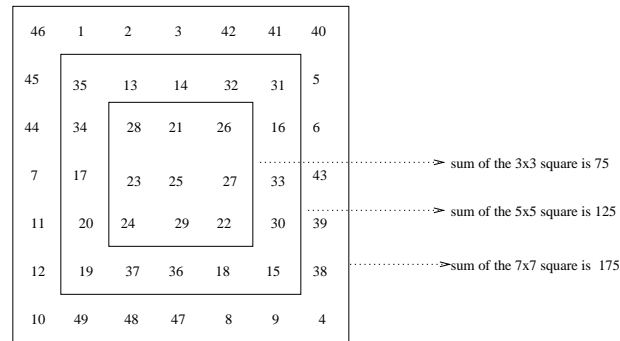 46 1 2 3 42 41 40
45 35 13 14 32 31 5
44 34 28 21 26 16 6
7 17 23 25 27 33 43
11 20 24 29 22 30 39
12 19 37 36 18 15 38
10 49 48 47 8 9 4
sum of the 3x3 square is 75
sum of the 5x5 square is 125
sum of the 7x7 square is 175